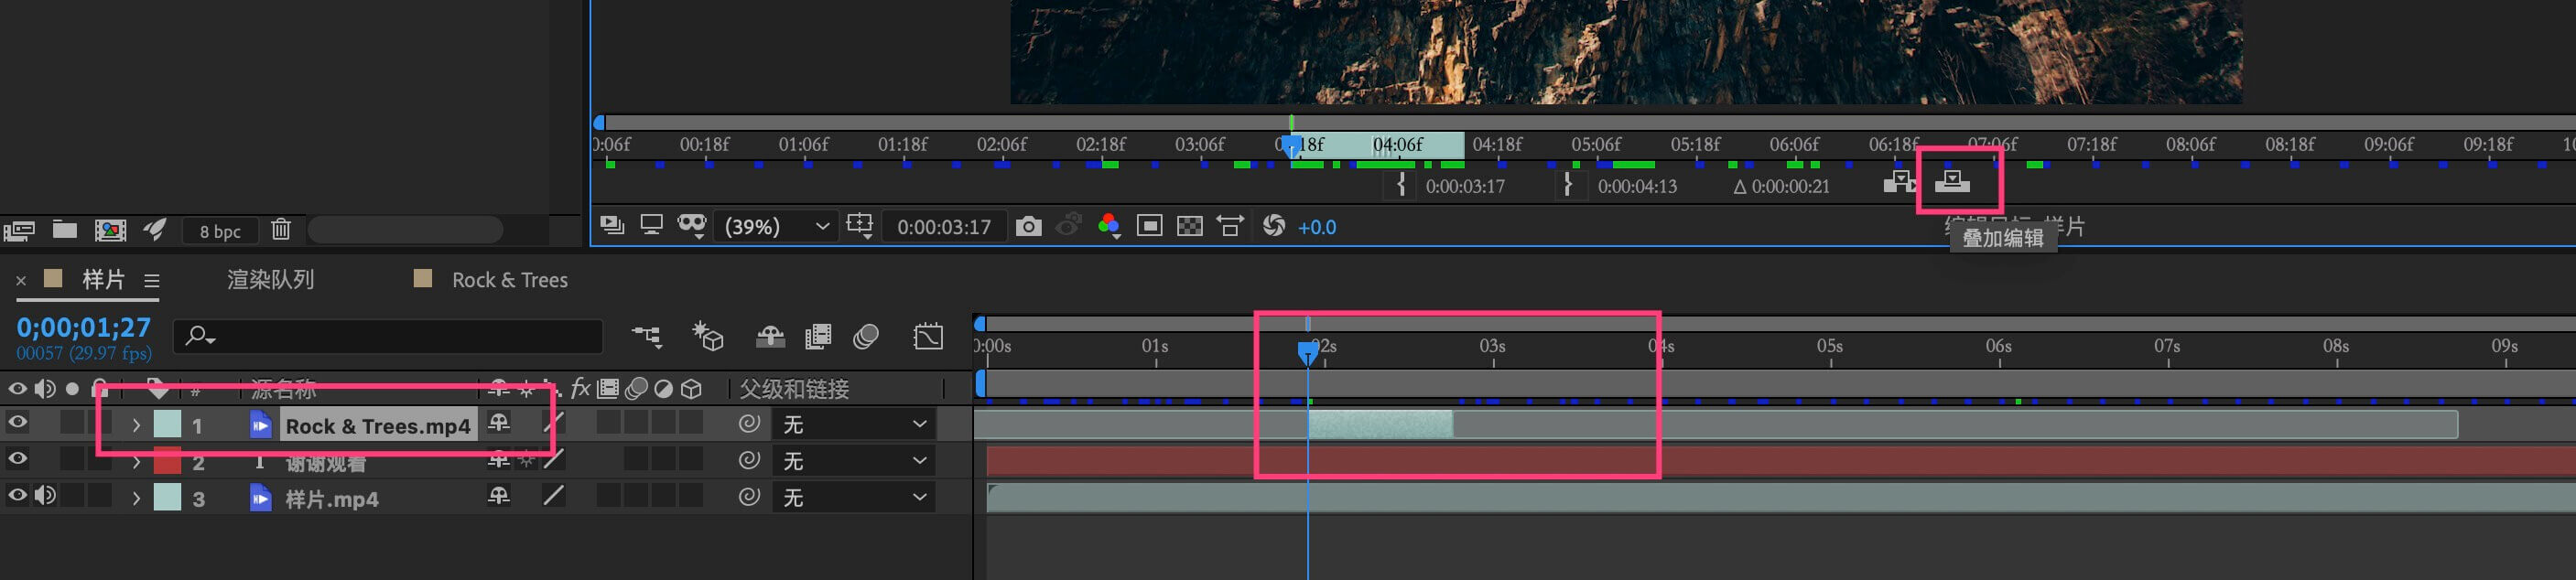 0:06f 00:18f 01:06f 01:18f 02:06f 02:18f 03:06f 0 18f 04:06f 04:18f 05:06f 05:18f 06:06f 06:18f 07:06f 07:18f 08:06f 08:18f 09:06f 09:18f 10
{ 0:00:03:17 } 0:00:04:13 Δ 0:00:00:21
8 bpc (39%) 0:00:03:17 +0.0 样片
叠加编辑
× 样片 渲染队列 Rock & Trees
0;00;01;27
00057 (29.97 fps)
0:00s 01s 02s 03s 04s 05s 06s 07s 08s 09s
# 源名称 fx 父级和链接
1 Rock & Trees.mp4 无
2 T 谢谢观看 无
3 样片.mp4 无